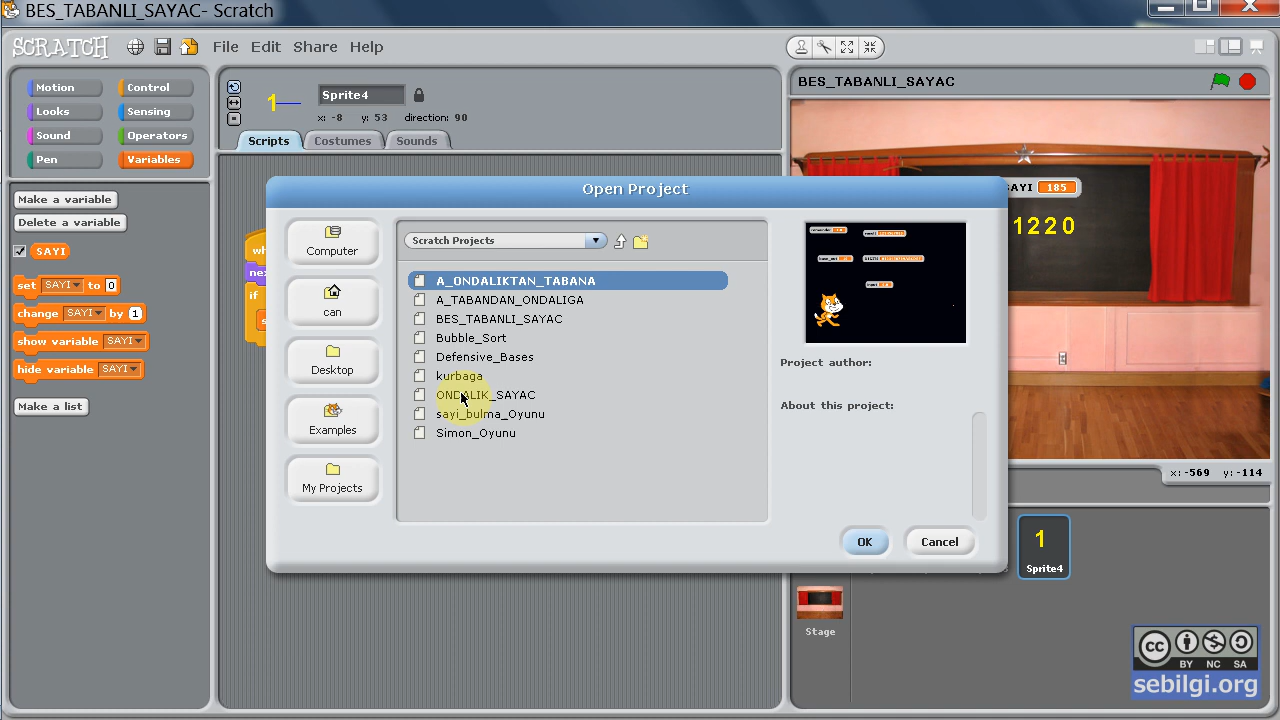 BES_TABANLI_SAYAC- Scratch
SCRATCH File Edit Share Help
Motion Control
Looks Sensing
Sound Operators
Pen Variables
Make a variable
Delete a variable
SAYI
set SAYI to 0
change SAYI by 1
show variable SAYI
hide variable SAYI
Make a list
1
Sprite4
x: -8 y: 53 direction: 90
Scripts Costumes Sounds
if
Open Project
Computer
can
Desktop
Examples
My Projects
Scratch Projects
A_ONDALIKTAN_TABANA
A_TABANDAN_ONDALIGA
BES_TABANLI_SAYAC
Bubble_Sort
Defensive_Bases
kurbaga
ONDALIK_SAYAC
sayi_bulma_Oyunu
Simon_Oyunu
Project author:
About this project:
OK Cancel
BES_TABANLI_SAYAC
AYI 185
1220
x: -569 y: -114
1
Sprite4
Stage
cc
BY NC SA
sebilgi.org